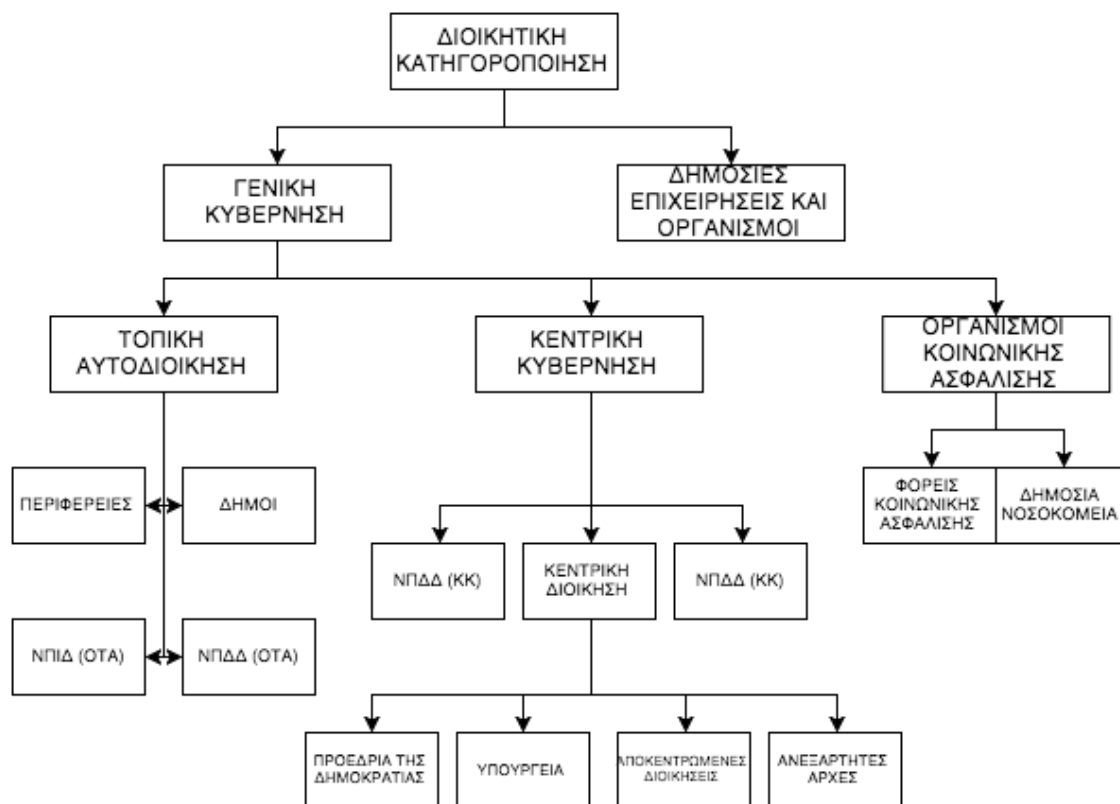 ΔΙΟΙΚΗΤΙΚΗ
ΚΑΤΗΓΟΡΟΠΟΙΗΣΗ
ΓΕΝΙΚΗ
ΚΥΒΕΡΝΗΣΗ
ΔΗΜΟΣΙΕΣ
ΕΠΙΧΕΙΡΗΣΕΙΣ ΚΑΙ
ΟΡΓΑΝΙΣΜΟΙ
ΤΟΠΙΚΗ
ΑΥΤΟΔΙΟΙΚΗΣΗ
ΚΕΝΤΡΙΚΗ
ΚΥΒΕΡΝΗΣΗ
ΟΡΓΑΝΙΣΜΟΙ
ΚΟΙΝΩΝΙΚΗΣ
ΑΣΦΑΛΙΣΗΣ
ΠΕΡΙΦΕΡΕΙΕΣ
ΔΗΜΟΙ
ΦΟΡΕΙΣ
ΚΟΙΝΩΝΙΚΗΣ
ΑΣΦΑΛΙΣΗΣ
ΔΗΜΟΣΙΑ
ΝΟΣΟΚΟΜΕΙΑ
ΝΠΔΔ (ΚΚ)
ΚΕΝΤΡΙΚΗ
ΔΙΟΙΚΗΣΗ
ΝΠΔΔ (ΚΚ)
ΝΠΙΔ (ΟΤΑ)
ΝΠΔΔ (ΟΤΑ)
ΠΡΟΕΔΡΙΑ ΤΗΣ
ΔΗΜΟΚΡΑΤΙΑΣ
ΥΠΟΥΡΓΕΙΑ
ΑΠΟΚΕΝΤΡΩΜΕΝΕΣ
ΔΙΟΙΚΗΣΕΙΣ
ΑΝΕΞΑΡΤΗΤΕΣ
ΑΡΧΕΣ